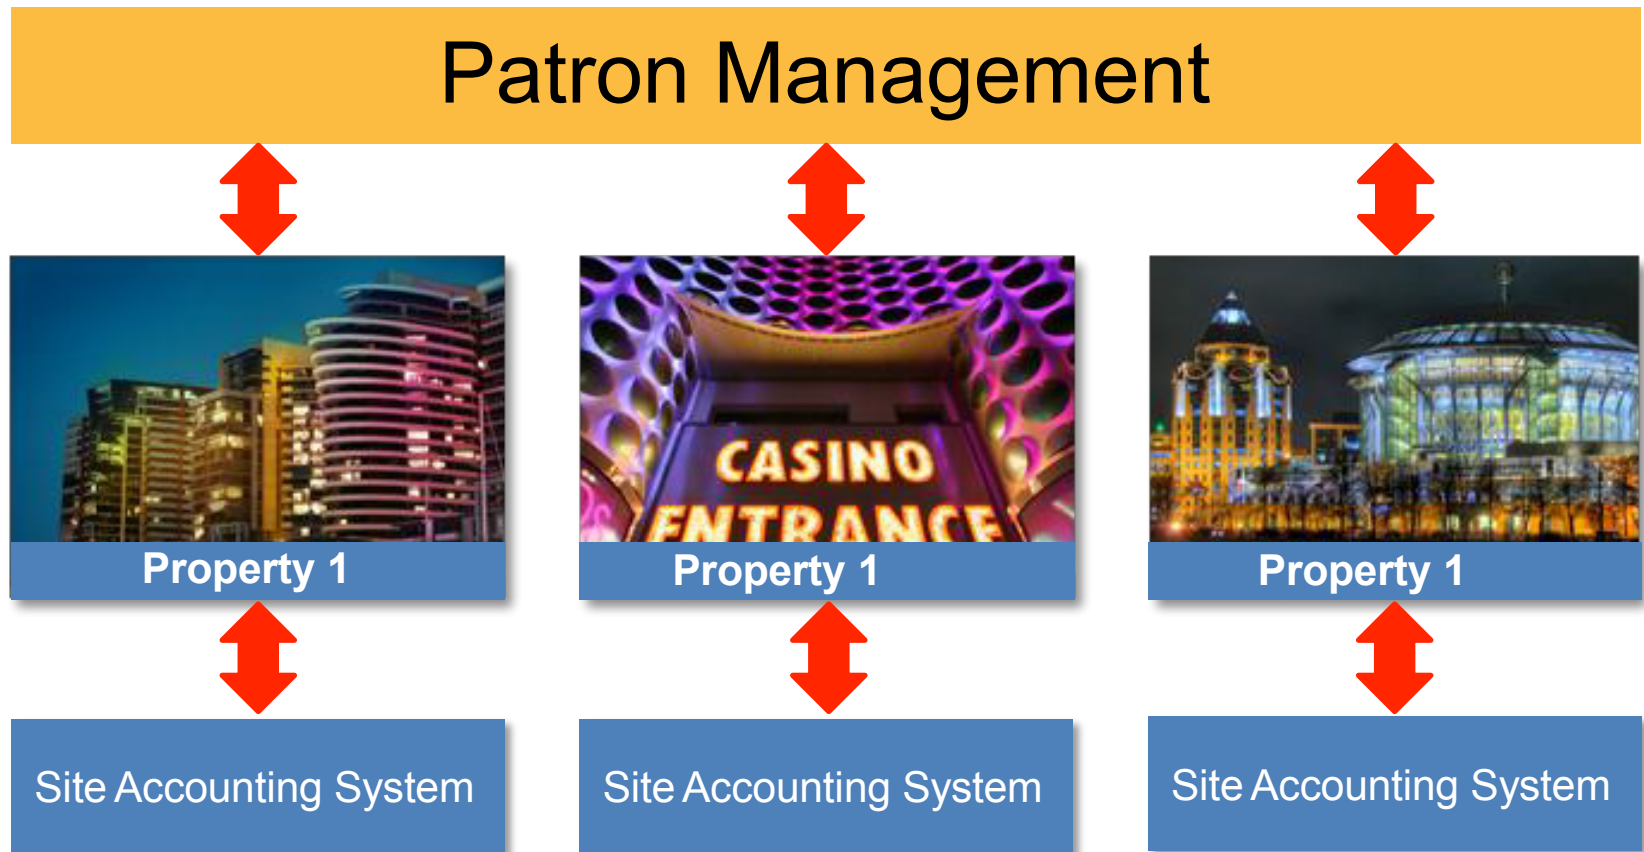 Patron Management
CASINO
ENTRANCE
Property 1
Property 1
Property 1
Site Accounting System
Site Accounting System
Site Accounting System